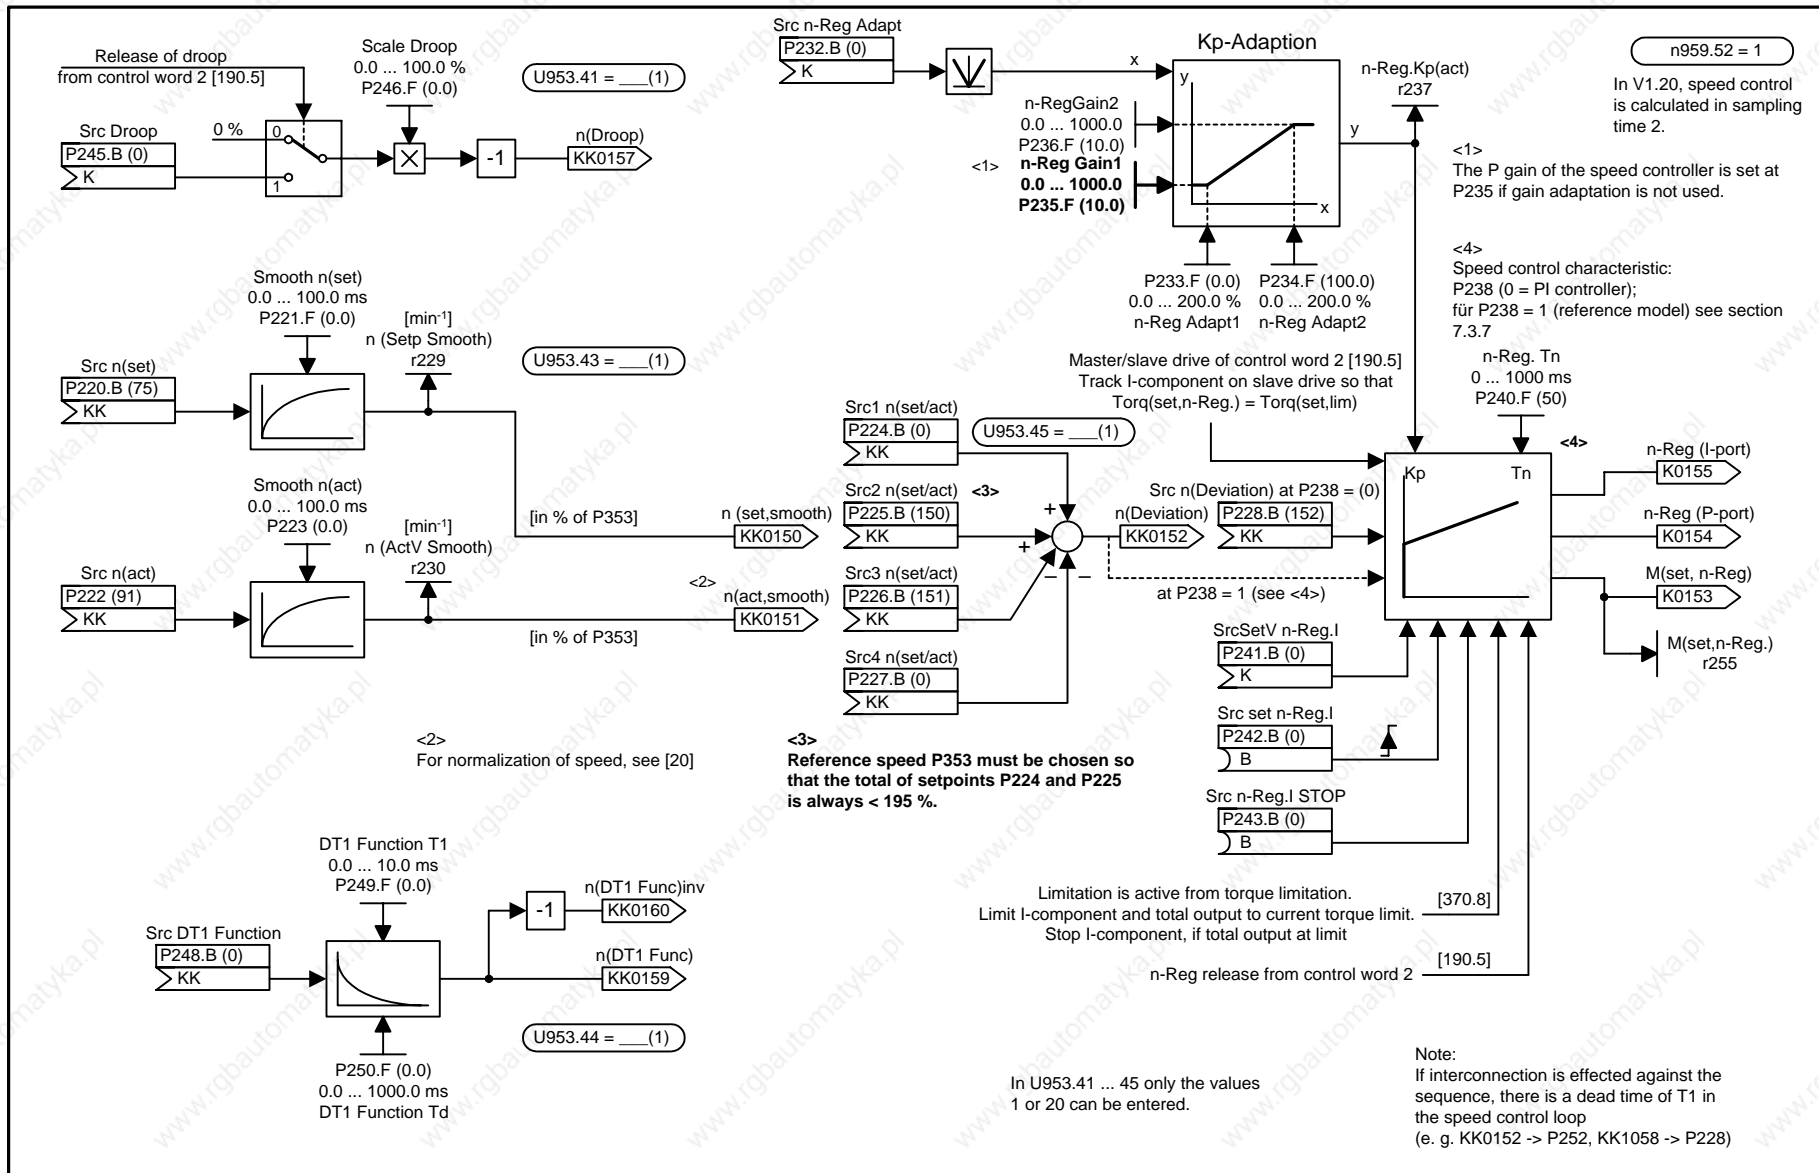 Release of droop
from control word 2 [190.5]
Scale Droop
0.0 ... 100.0 %
P246.F (0.0)
U953.41 = ___(1)
0 %
0
1
Src Droop
P245.B (0)
K
-1
n(Droop)
KK0157
Src n-Reg Adapt
P232.B (0)
K
x
Kp-Adaption
y
x
n-RegGain2
0.0 ... 1000.0
P236.F (10.0)
<1>
n-Reg Gain1
0.0 ... 1000.0
P235.F (10.0)
y
n-Reg.Kp(act)
r237
P233.F (0.0)
0.0 ... 200.0 %
n-Reg Adapt1
P234.F (100.0)
0.0 ... 200.0 %
n-Reg Adapt2
n959.52 = 1
In V1.20, speed control
is calculated in sampling
time 2.
<1>
The P gain of the speed controller is set at
P235 if gain adaptation is not used.
<4>
Speed control characteristic:
P238 (0 = PI controller);
für P238 = 1 (reference model) see section
7.3.7
Smooth n(set)
0.0 ... 100.0 ms
P221.F (0.0)
[min-1]
n (Setp Smooth)
r229
U953.43 = ___(1)
Src n(set)
P220.B (75)
KK
Smooth n(act)
0.0 ... 100.0 ms
P223 (0.0)
[min-1]
n (ActV Smooth)
r230
Src n(act)
P222 (91)
KK
[in % of P353]
n (set,smooth)
KK0150
<2>
n(act,smooth)
KK0151
[in % of P353]
Src1 n(set/act)
P224.B (0)
KK
U953.45 = ___(1)
Src2 n(set/act)
<3>
P225.B (150)
KK
Src3 n(set/act)
P226.B (151)
KK
Src4 n(set/act)
P227.B (0)
KK
+
+
–
–
n(Deviation)
KK0152
Master/slave drive of control word 2 [190.5]
Track I-component on slave drive so that
Torq(set,n-Reg.) = Torq(set,lim)
n-Reg. Tn
0 ... 1000 ms
P240.F (50)
Src n(Deviation) at P238 = (0)
P228.B (152)
KK
at P238 = 1 (see <4>)
Kp
Tn
<4>
n-Reg (I-port)
K0155
n-Reg (P-port)
K0154
M(set, n-Reg)
K0153
M(set,n-Reg.)
r255
SrcSetV n-Reg.I
P241.B (0)
K
Src set n-Reg.I
P242.B (0)
B
Src n-Reg.I STOP
P243.B (0)
B
Limitation is active from torque limitation.
Limit I-component and total output to current torque limit.
Stop I-component, if total output at limit
[370.8]
n-Reg release from control word 2
[190.5]
<2>
For normalization of speed, see [20]
<3>
Reference speed P353 must be chosen so
that the total of setpoints P224 and P225
is always < 195 %.
DT1 Function T1
0.0 ... 10.0 ms
P249.F (0.0)
Src DT1 Function
P248.B (0)
KK
-1
n(DT1 Func)inv
KK0160
n(DT1 Func)
KK0159
U953.44 = ___(1)
P250.F (0.0)
0.0 ... 1000.0 ms
DT1 Function Td
In U953.41 ... 45 only the values
1 or 20 can be entered.
Note:
If interconnection is effected against the
sequence, there is a dead time of T1 in
the speed control loop
(e. g. KK0152 -> P252, KK1058 -> P228)
www.rgbautomatyka.pl